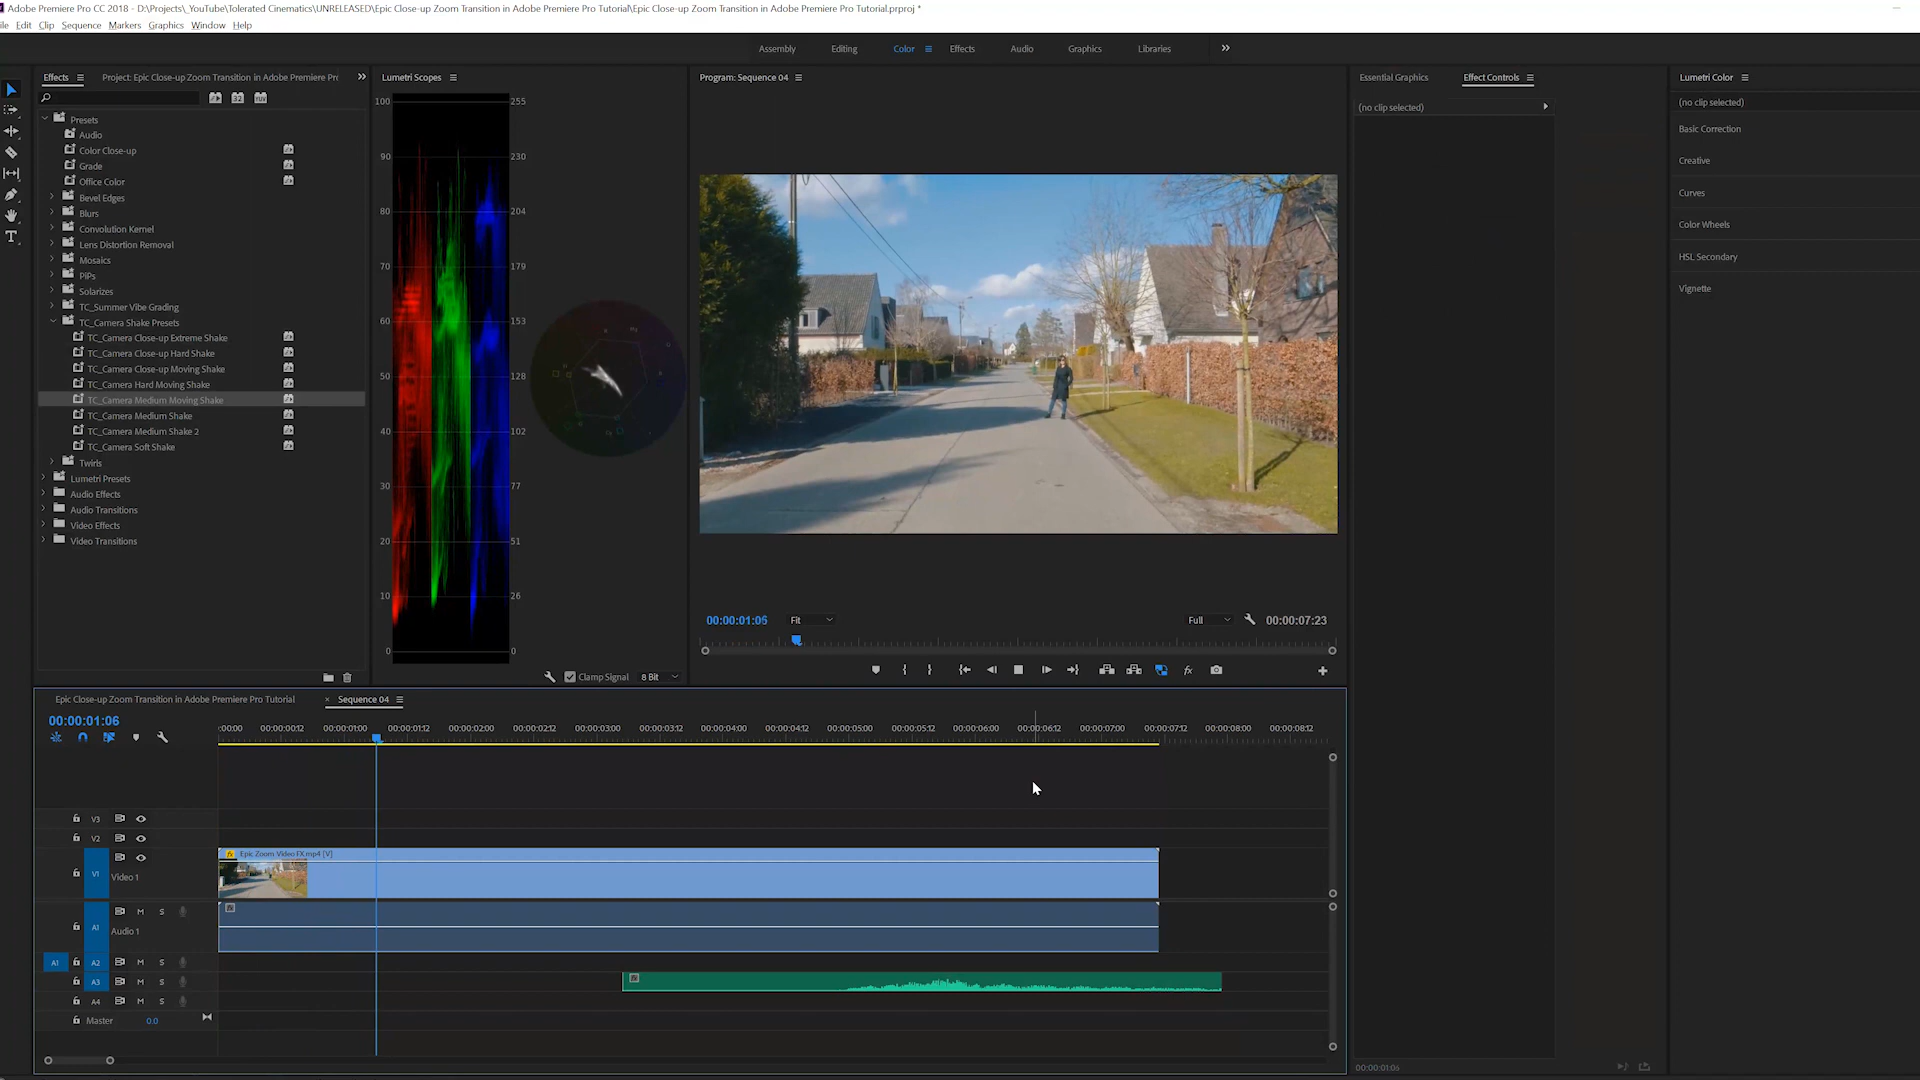 Adobe Premiere Pro CC 2018 - D:\Projects\_YouTube\Tolerated Cinematics\UNRELEASED\Epic Close-up Zoom Transition in Adobe Premiere Pro Tutorial\Epic Close-up Zoom Transition in Adobe Premiere Pro Tutorial.prproj *
ile Edit Clip Sequence Markers Graphics Window Help
Assembly Editing Color Effects Audio Graphics Libraries
Effects Project: Epic Close-up Zoom Transition in Adobe Premiere Pr
Presets
Audio
Color Close-up
Grade
Office Color
Bevel Edges
Blurs
Convolution Kernel
Lens Distortion Removal
Mosaics
PiPs
Solarizes
TC_Summer Vibe Grading
TC_Camera Shake Presets
TC_Camera Close-up Extreme Shake
TC_Camera Close-up Hard Shake
TC_Camera Close-up Moving Shake
TC_Camera Hard Moving Shake
TC_Camera Medium Moving Shake
TC_Camera Medium Shake
TC_Camera Medium Shake 2
TC_Camera Soft Shake
Twirls
Lumetri Presets
Audio Effects
Audio Transitions
Video Effects
Video Transitions
Lumetri Scopes
100 255
90 230
80 204
70 179
60 153
50 128
40 102
30 77
20 51
10 26
0 0
Clamp Signal 8 Bit
Program: Sequence 04
00:00:01:06 Fit Full 00:00:07:23
Essential Graphics Effect Controls
(no clip selected)
00:00:01:06
Lumetri Color
(no clip selected)
Basic Correction
Creative
Curves
Color Wheels
HSL Secondary
Vignette
Epic Close-up Zoom Transition in Adobe Premiere Pro Tutorial × Sequence 04
00:00:01:06
:00:00 00:00:00:12 00:00:01:00 00:00:01:12 00:00:02:00 00:00:02:12 00:00:03:00 00:00:03:12 00:00:04:00 00:00:04:12 00:00:05:00 00:00:05:12 00:00:06:00 00:00:06:12 00:00:07:00 00:00:07:12 00:00:08:00 00:00:08:12
V3
V2
V1 Video 1
Epic Zoom Video FX.mp4 [V]
A1 Audio 1 M S
A1 A2 M S
A3 M S
A4 M S
Master 0.0